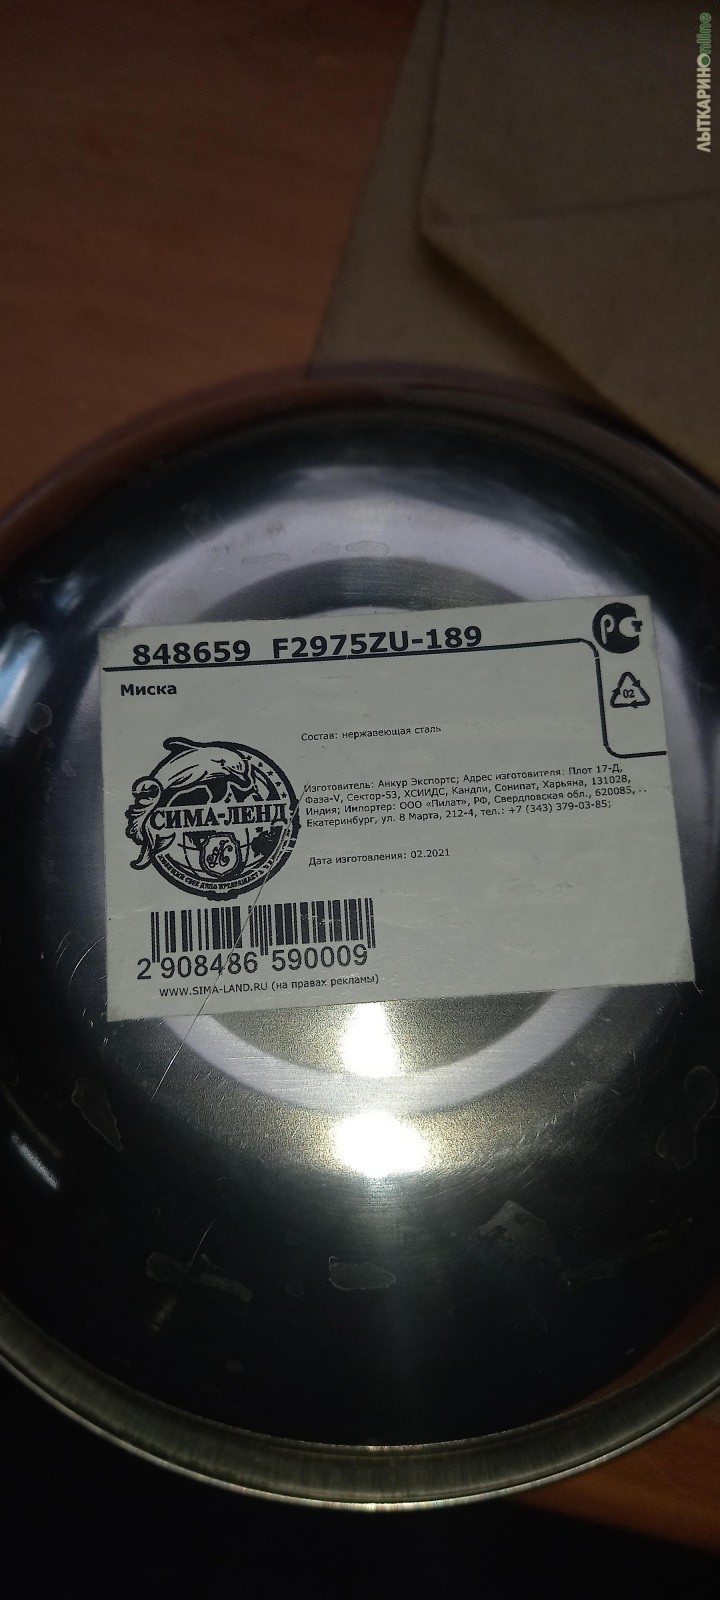 ЛЫТКАРИНОnline
848659 F2975ZU-189
РСТ
Миска
02
Состав: нержавеющая сталь
СИМА-ЛЕНД
Изготовитель: Анкур Экспортс; Адрес изготовителя: Плот 17-Д,
Фаза-V, Сектор-53, ХСИИДС, Кандли, Сонипат, Харьяна, 131028,
Индия; Импортер: ООО «Пилат», РФ, Свердловская обл., 620085, ..
Екатеринбург, ул. 8 Марта, 212-4, тел.: +7 (343) 379-03-85;
Дата изготовления: 02.2021
2 908486 590009
WWW.SIMA-LAND.RU (на правах рекламы)